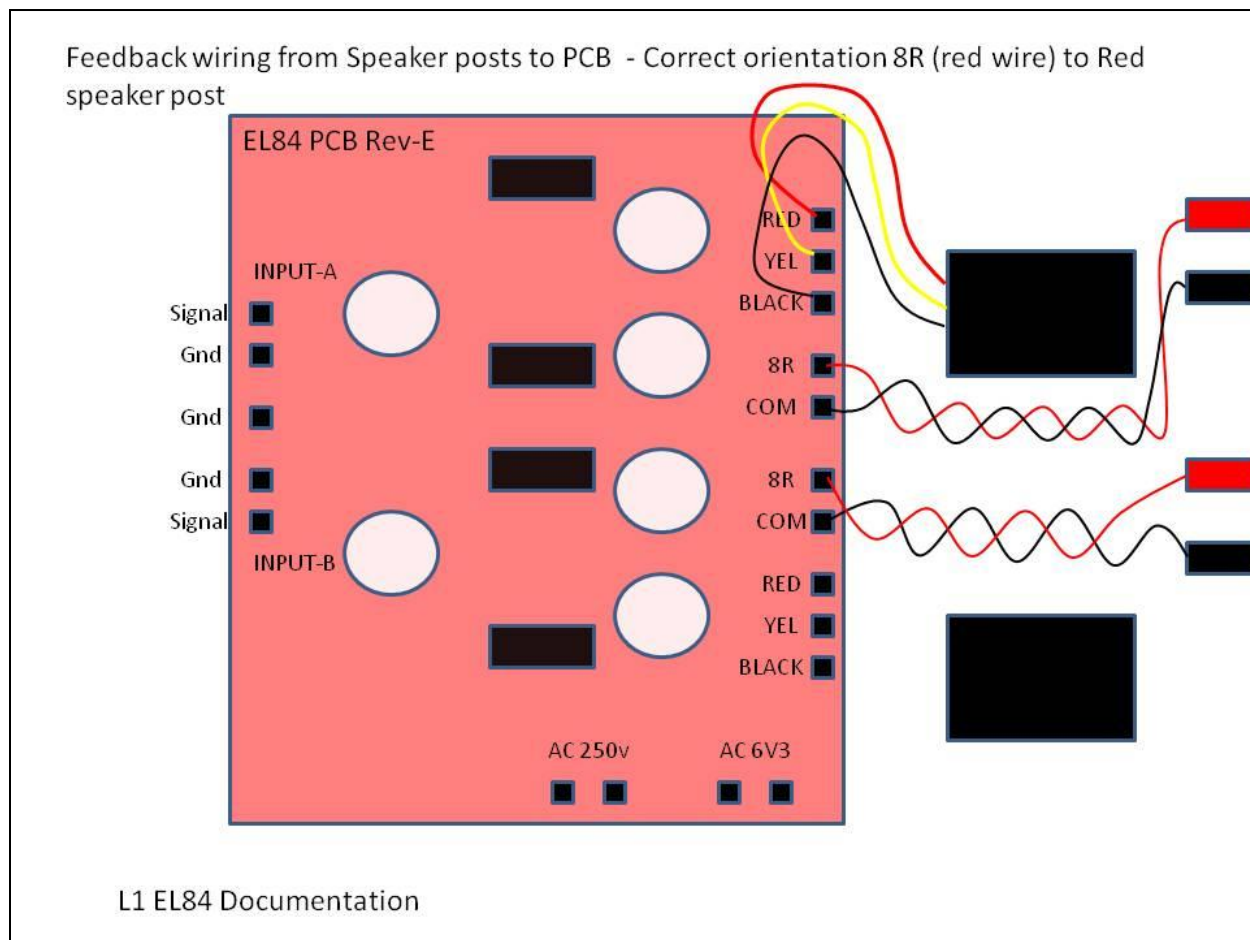 Feedback wiring from Speaker posts to PCB - Correct orientation 8R (red wire) to Red
speaker post
EL84 PCB Rev-E
RED
YEL
INPUT-A
BLACK
Signal
Gnd
8R
COM
Gnd
Gnd
8R
Signal
COM
INPUT-B
RED
YEL
BLACK
AC 250v
AC 6V3
L1 EL84 Documentation